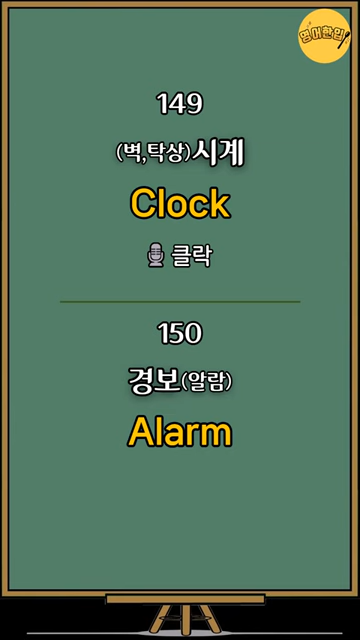 영어한입
149
(벽,탁상)시계
Clock
클락
150
경보(알람)
Alarm